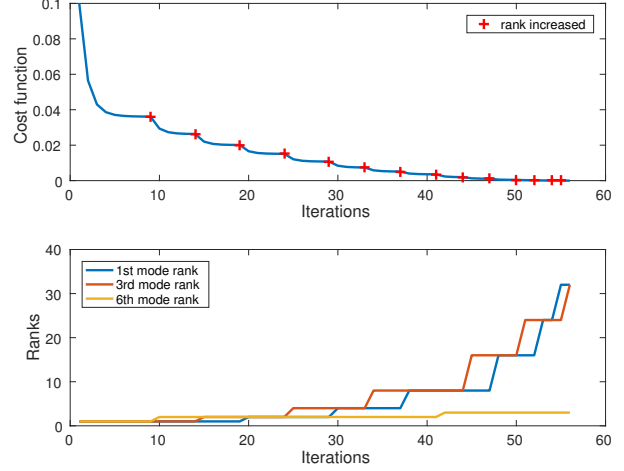 0.1
0.08
0.06
0.04
0.02
0
Cost function
rank increased
0 10 20 30 40 50 60
Iterations
40
30
20
10
0
Ranks
1st mode rank
3rd mode rank
6th mode rank
0 10 20 30 40 50 60
Iterations